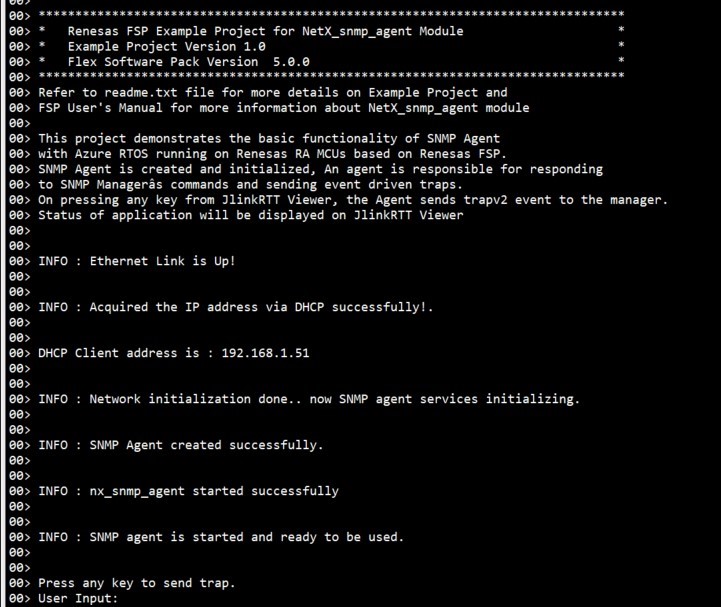 00>
00> *******************************************************************************
00> *   Renesas FSP Example Project for NetX_snmp_agent Module                     *
00> *   Example Project Version 1.0                                                *
00> *   Flex Software Pack Version  5.0.0                                          *
00> *******************************************************************************
00> Refer to readme.txt file for more details on Example Project and
00> FSP User's Manual for more information about NetX_snmp_agent module
00>
00> This project demonstrates the basic functionality of SNMP Agent
00> with Azure RTOS running on Renesas RA MCUs based on Renesas FSP.
00> SNMP Agent is created and initialized, An agent is responsible for responding
00> to SNMP Managerâs commands and sending event driven traps.
00> On pressing any key from JlinkRTT Viewer, the Agent sends trapv2 event to the manager.
00> Status of application will be displayed on JlinkRTT Viewer
00>
00>
00> INFO : Ethernet Link is Up!
00>
00>
00> INFO : Acquired the IP address via DHCP successfully!.
00>
00>
00> DHCP Client address is : 192.168.1.51
00>
00>
00> INFO : Network initialization done.. now SNMP agent services initializing.
00>
00>
00> INFO : SNMP Agent created successfully.
00>
00>
00> INFO : nx_snmp_agent started successfully
00>
00>
00> INFO : SNMP agent is started and ready to be used.
00>
00>
00> Press any key to send trap.
00> User Input: